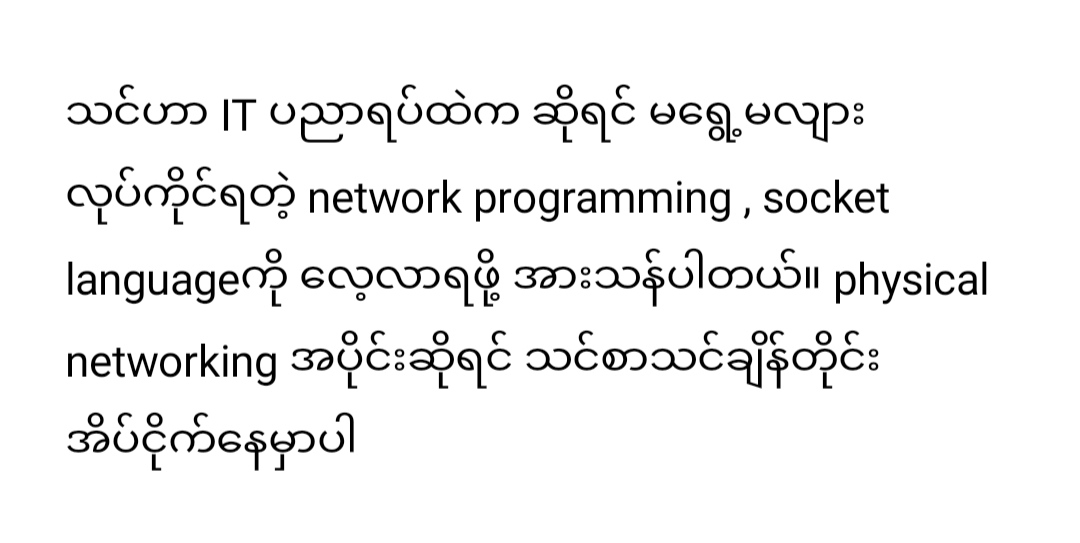 သင်ဟာ IT ပညာရပ်ထဲက ဆိုရင် မရွေ့မလျား
လုပ်ကိုင်ရတဲ့ network programming , socket
languageကို လေ့လာရဖို့ အားသန်ပါတယ်။ physical
networking အပိုင်းဆိုရင် သင်စာသင်ချိန်တိုင်း
အိပ်ငိုက်နေမှာပါ